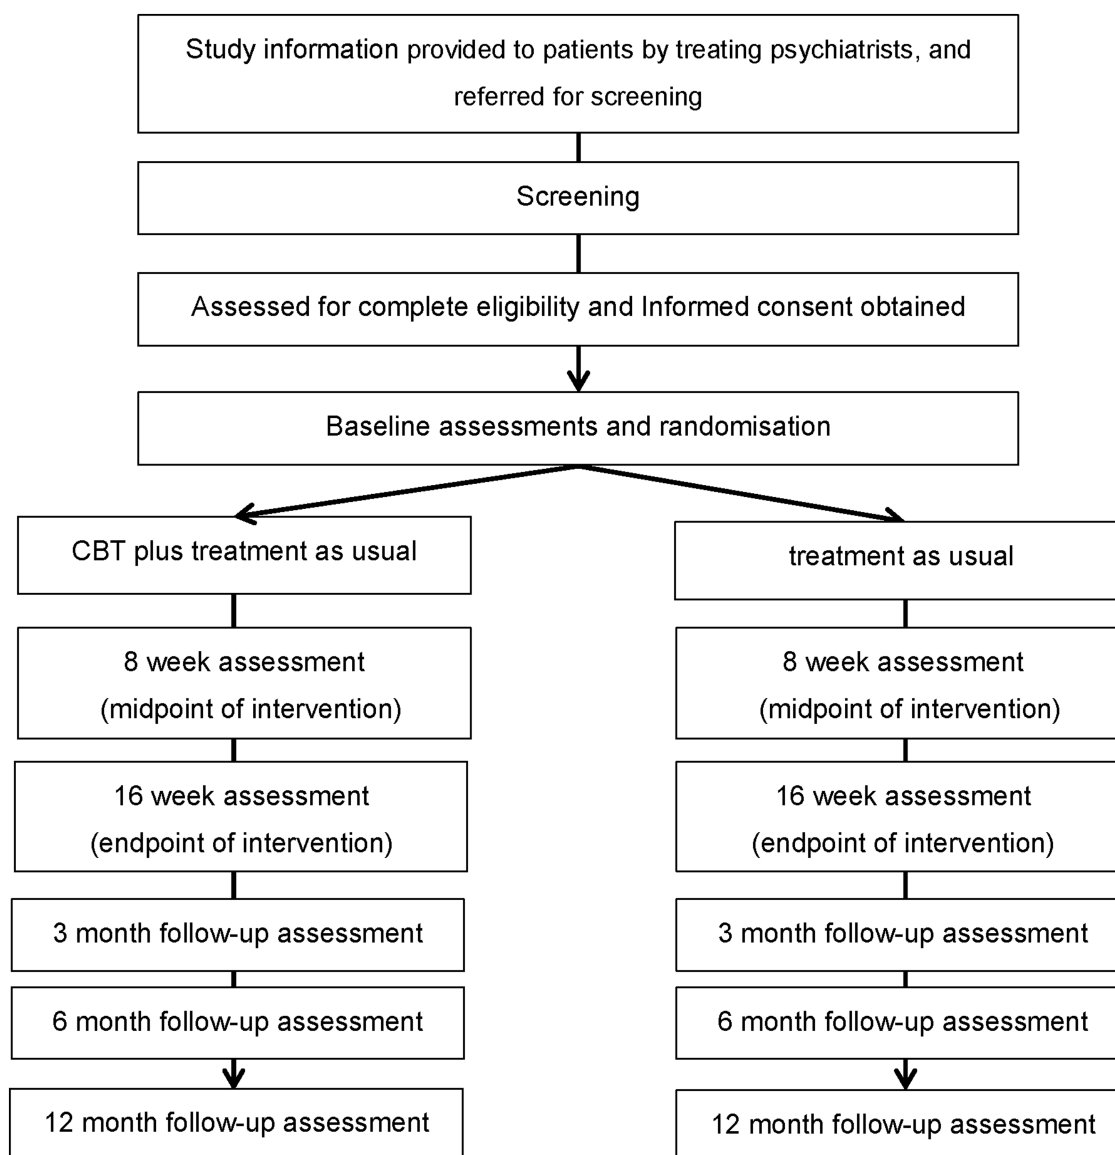 Study information provided to patients by treating psychiatrists, and
referred for screening
Screening
Assessed for complete eligibility and Informed consent obtained
Baseline assessments and randomisation
CBT plus treatment as usual
8 week assessment
(midpoint of intervention)
16 week assessment
(endpoint of intervention)
3 month follow-up assessment
6 month follow-up assessment
12 month follow-up assessment
treatment as usual
8 week assessment
(midpoint of intervention)
16 week assessment
(endpoint of intervention)
3 month follow-up assessment
6 month follow-up assessment
12 month follow-up assessment